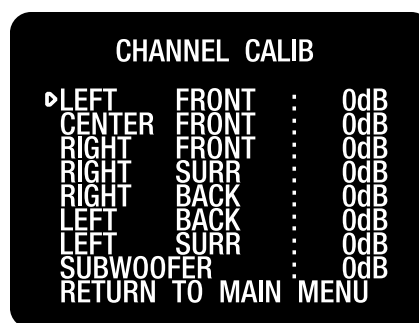 CHANNEL CALIB
LEFT FRONT : 0dB
CENTER FRONT : 0dB
RIGHT FRONT : 0dB
RIGHT SURR : 0dB
RIGHT BACK : 0dB
LEFT BACK : 0dB
LEFT SURR : 0dB
SUBWOOFER : 0dB
RETURN TO MAIN MENU